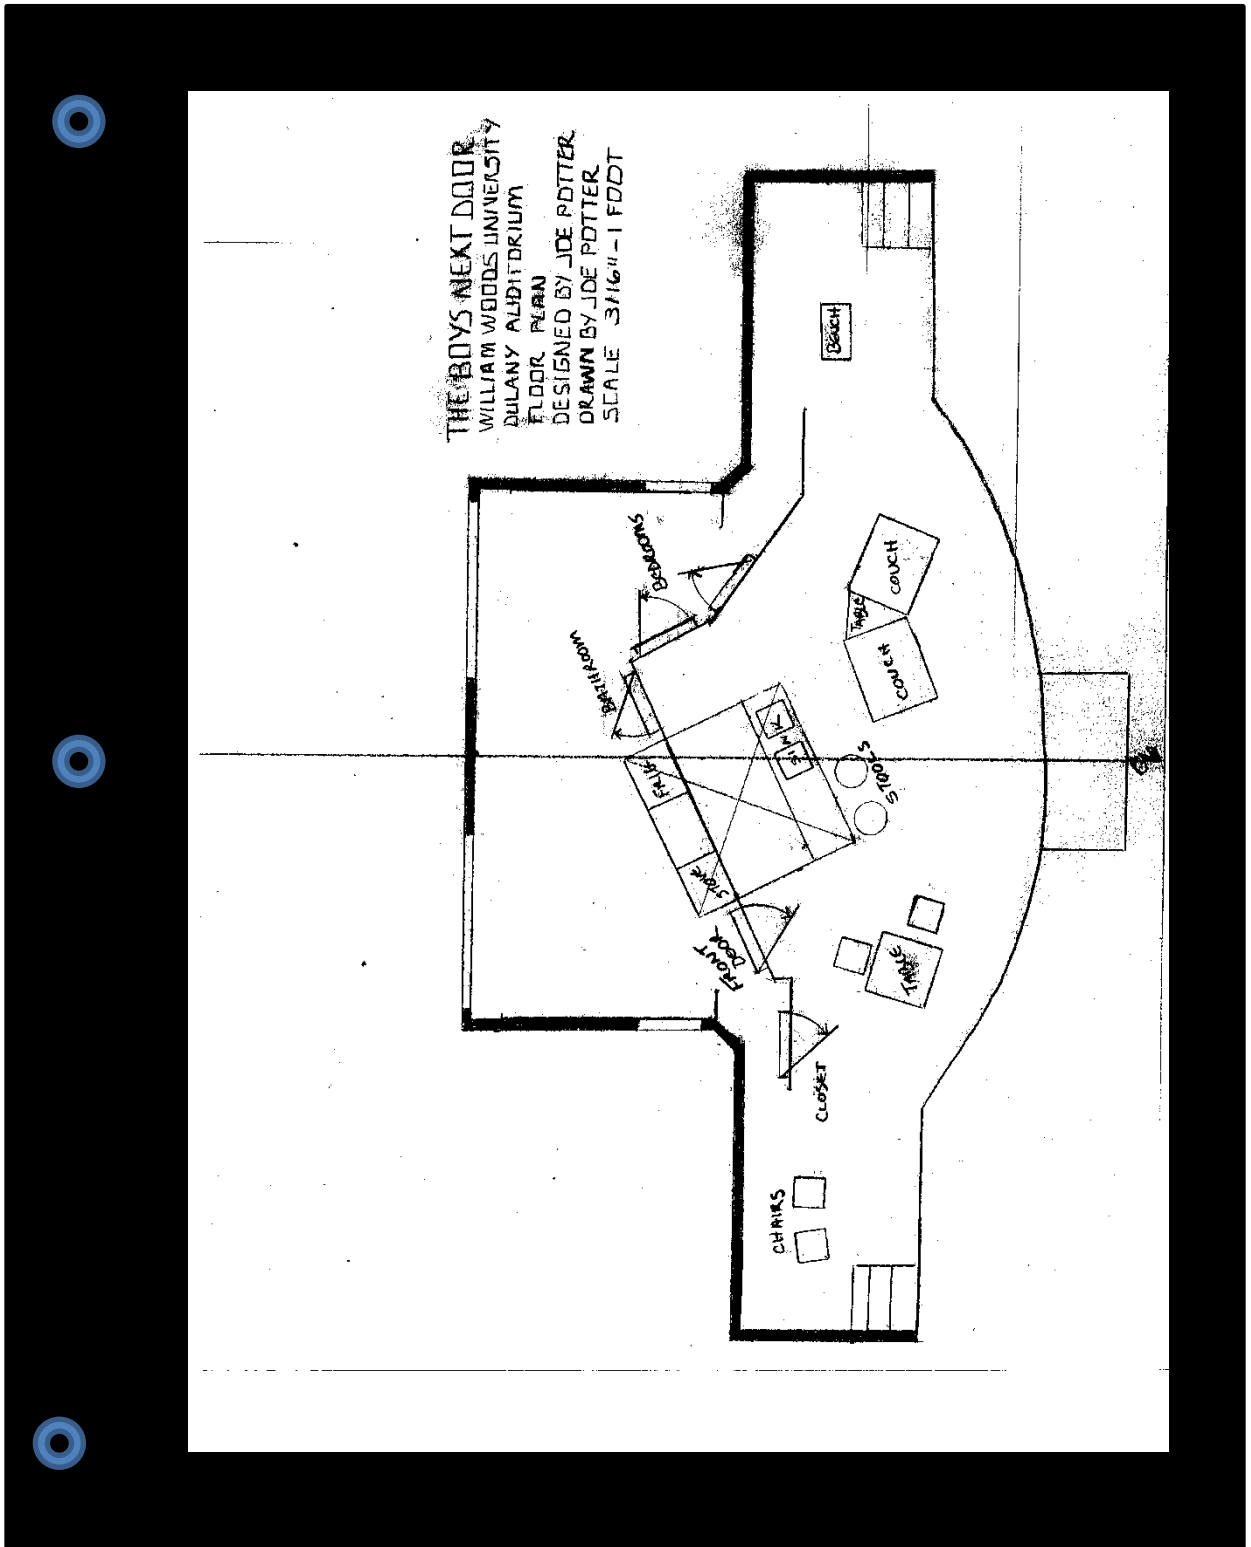 THE BOYS NEXT DOOR
WILLIAM WOODS UNIVERSITY
DULANY AUDITORIUM
FLOOR PLAN
DESIGNED BY JOE POTTER
DRAWN BY JOE POTTER
SCALE 3/16"-1 FOOT
BENCH
BEDROOMS
BATHROOM
COUCH
TABLE
COUCH
SINK
STOOLS
FRIG
STOVE
FRONT
DOOR
TABLE
CLOSET
CHAIRS